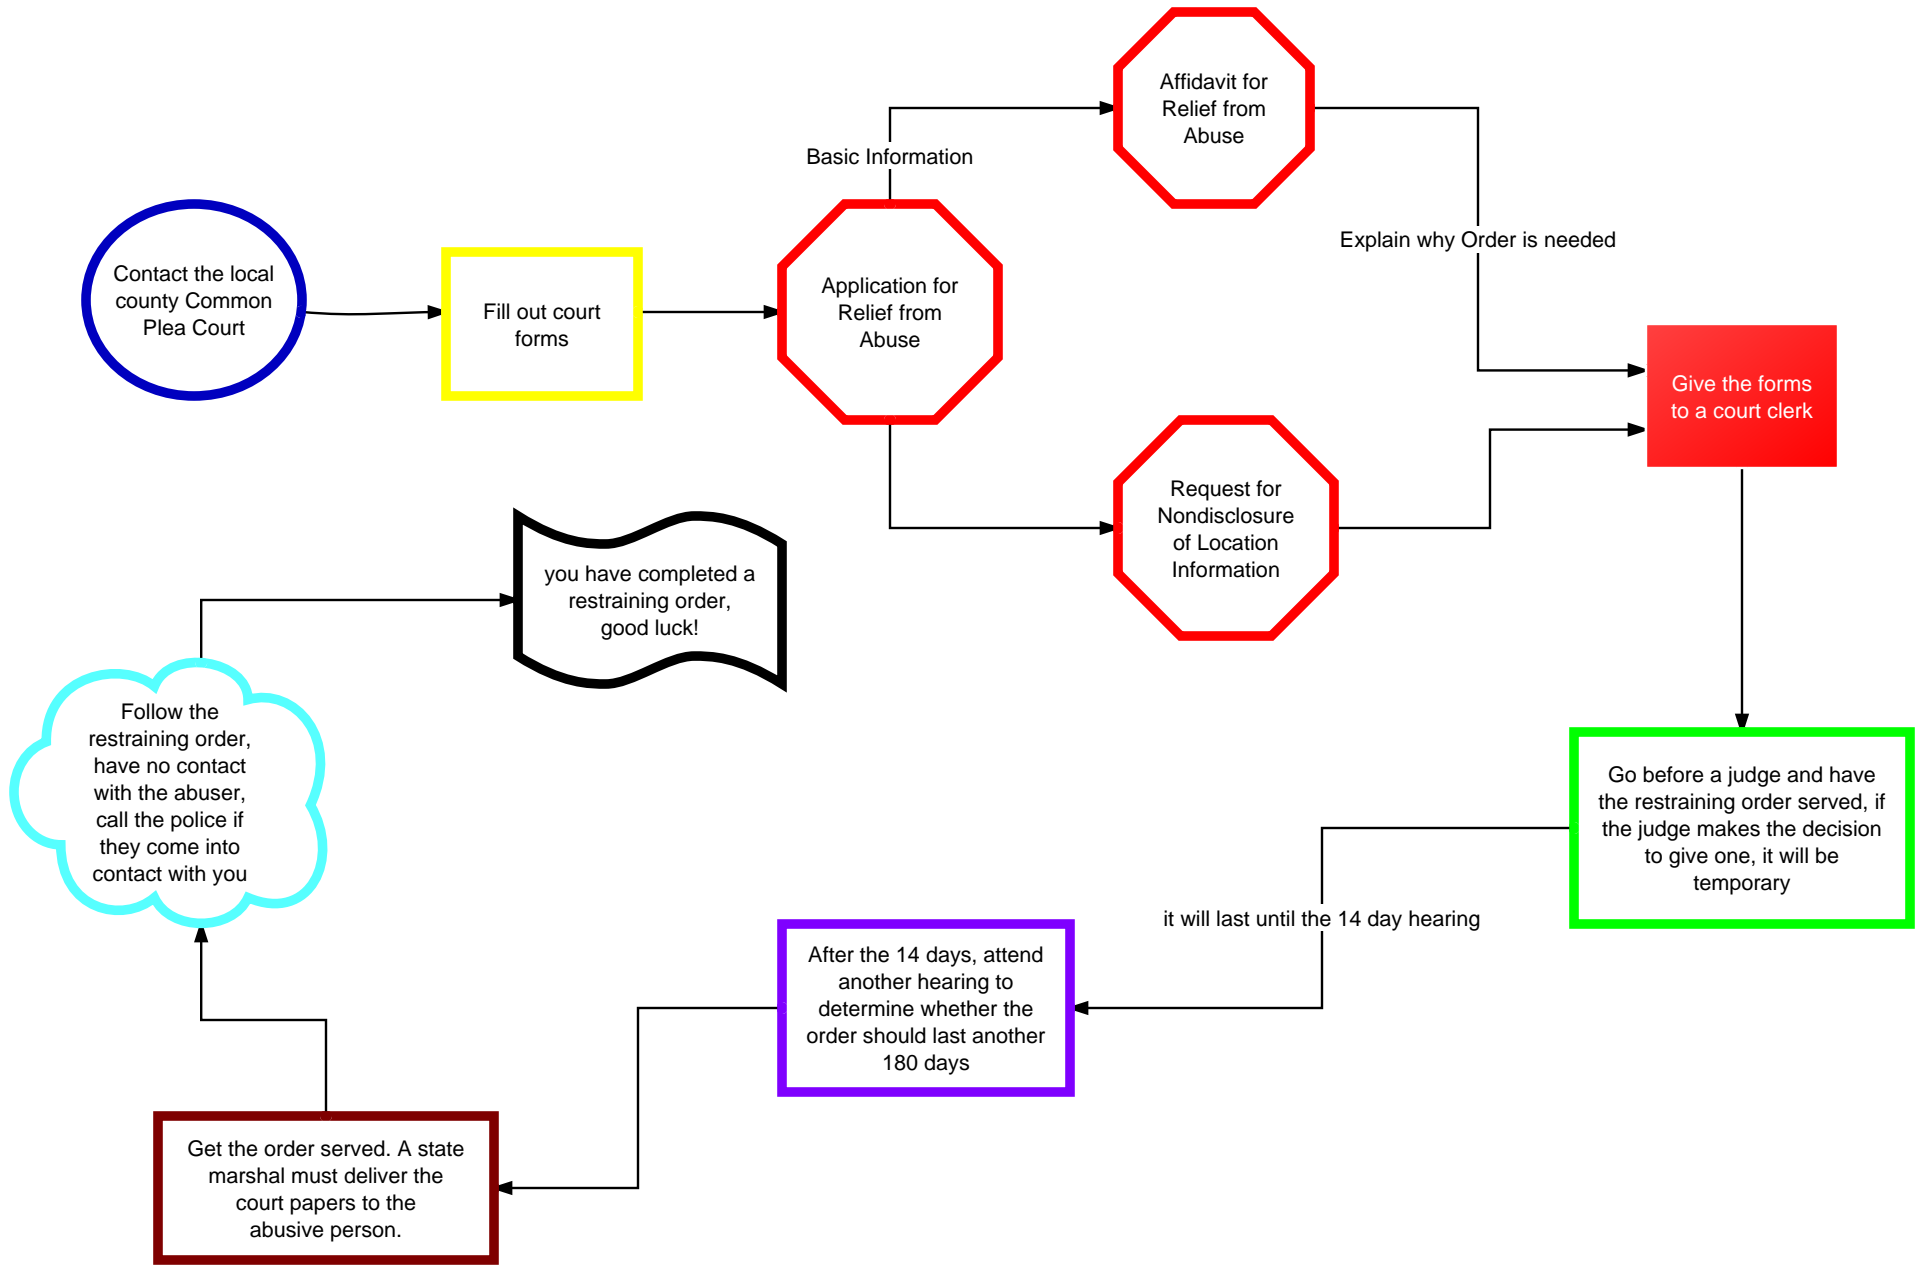 Contact the local
county Common
Plea Court
Fill out court
forms
Application for
Relief from
Abuse
Basic Information
Affidavit for
Relief from
Abuse
Explain why Order is needed
Request for
Nondisclosure
of Location
Information
Give the forms
to a court clerk
Go before a judge and have
the restraining order served, if
the judge makes the decision
to give one, it will be
temporary
it will last until the 14 day hearing
After the 14 days, attend
another hearing to
determine whether the
order should last another
180 days
Get the order served. A state
marshal must deliver the
court papers to the
abusive person.
Follow the
restraining order,
have no contact
with the abuser,
call the police if
they come into
contact with you
you have completed a
restraining order,
good luck!